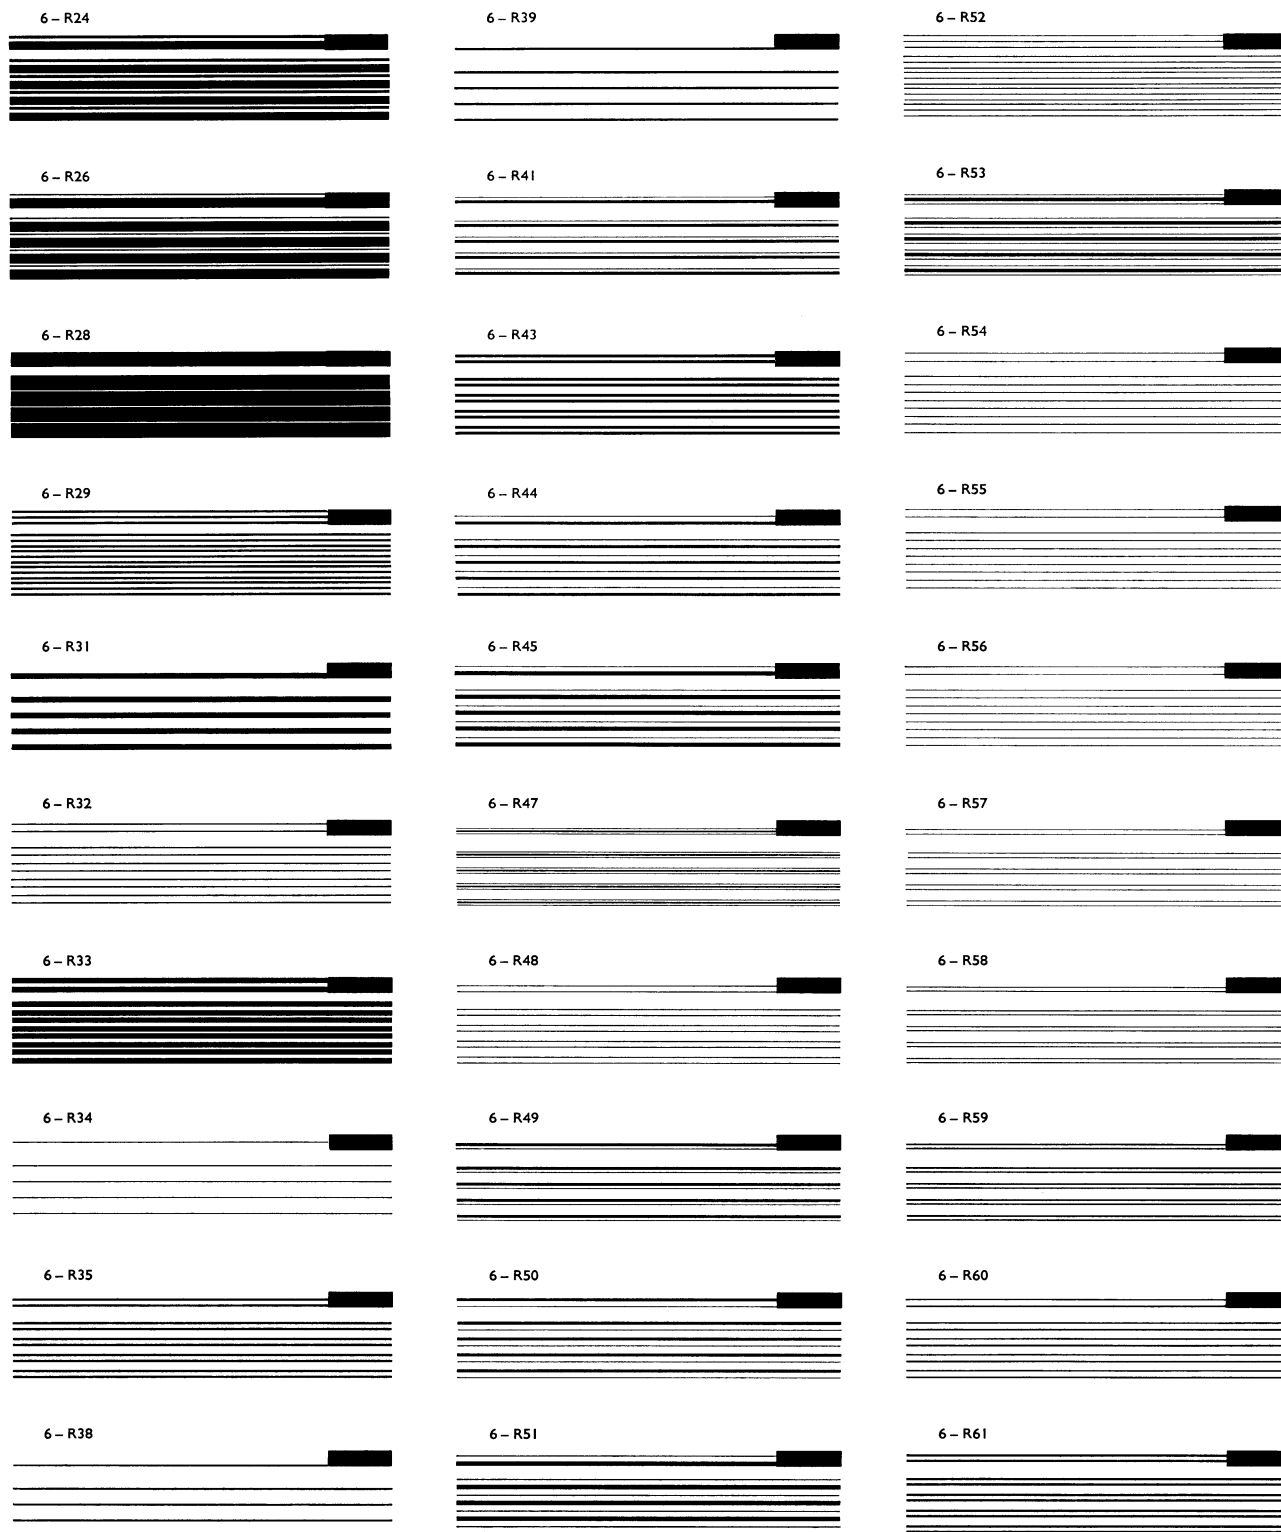 6 – R24
6 – R26
6 – R28
6 – R29
6 – R31
6 – R32
6 – R33
6 – R34
6 – R35
6 – R38
6 – R39
6 – R41
6 – R43
6 – R44
6 – R45
6 – R47
6 – R48
6 – R49
6 – R50
6 – R51
6 – R52
6 – R53
6 – R54
6 – R55
6 – R56
6 – R57
6 – R58
6 – R59
6 – R60
6 – R61